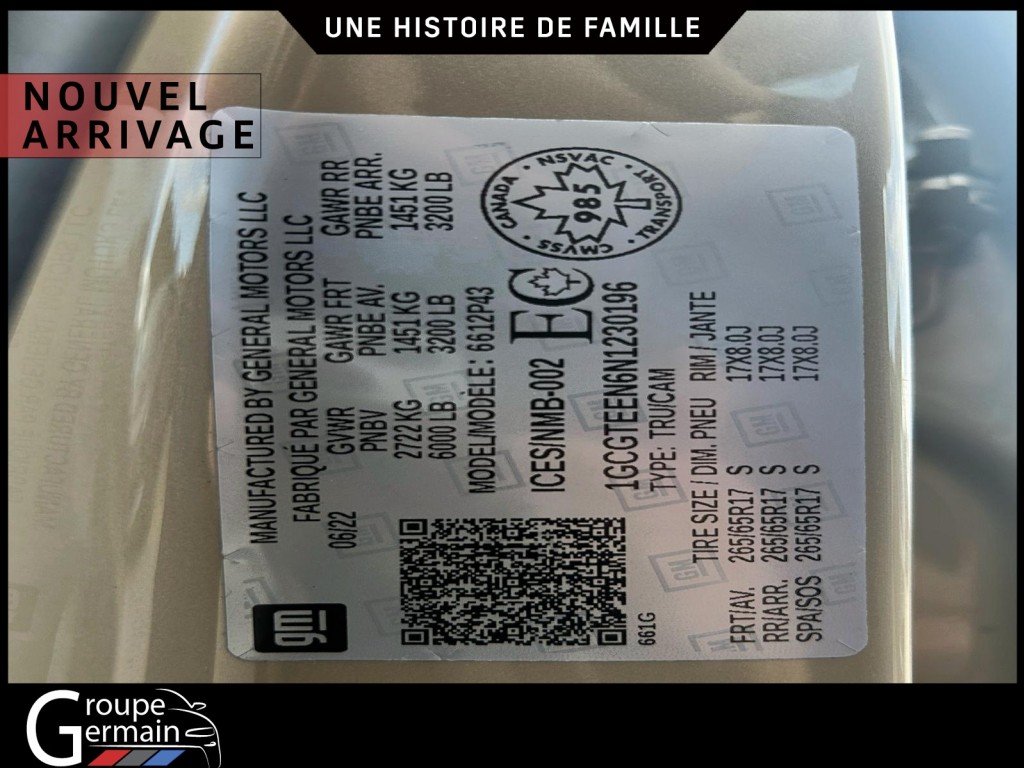 UNE HISTOIRE DE FAMILLE
NOUVEL
ARRIVAGE
gm
MANUFACTURED BY GENERAL MOTORS LLC
FABRIQUÉ PAR GENERAL MOTORS LLC
06/22 GVWR GAWR FRT GAWR RR
PNBV PNBE AV. PNBE ARR.
2722 KG 1451 KG 1451 KG
6000 LB 3200 LB 3200 LB
MODEL/MODÈLE: 6612P43
ICES/NMB-002 EC
CANADA · NSVAC · TRANSPORT · CMVSS
985
1GCGTEEN6N1230196
TYPE: TRU/CAM
661G
TIRE SIZE / DIM. PNEU RIM / JANTE
FRT/AV. 265/65R17 S 17X8.0J
RR/ARR. 265/65R17 S 17X8.0J
SPA/SOS 265/65R17 S 17X8.0J
Groupe
Germain